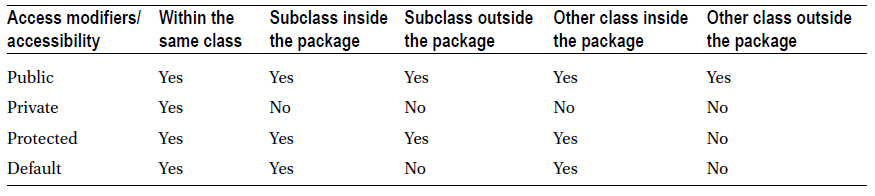 Access modifiers/ Within the Subclass inside Subclass outside Other class inside Other class outside
accessibility same class the package the package the package the package
Public Yes Yes Yes Yes Yes
Private Yes No No No No
Protected Yes Yes Yes Yes No
Default Yes Yes No Yes No